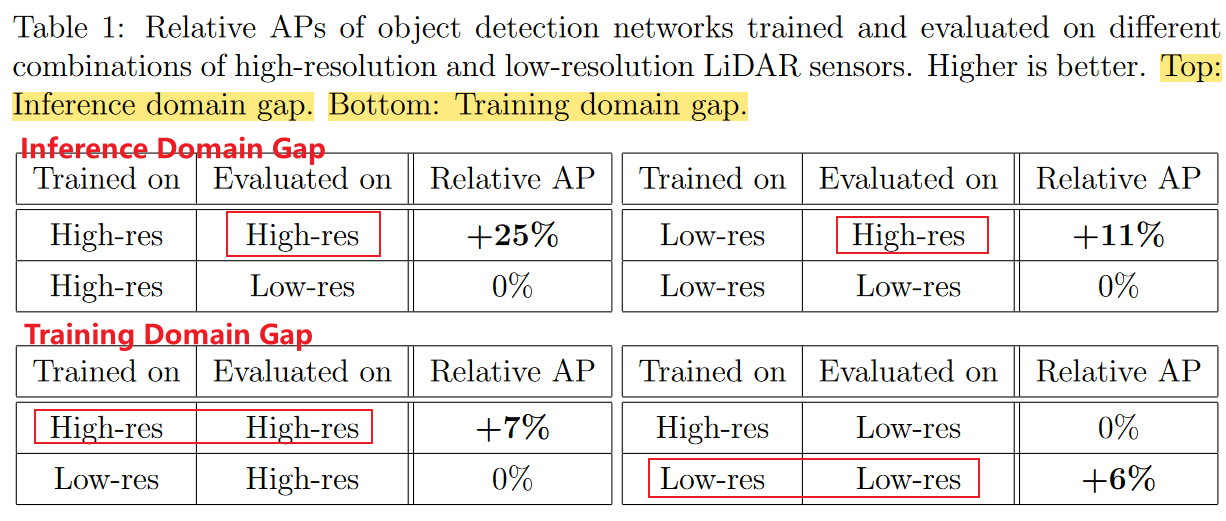 Table 1: Relative APs of object detection networks trained and evaluated on different
combinations of high-resolution and low-resolution LiDAR sensors. Higher is better. Top:
Inference domain gap. Bottom: Training domain gap.
Inference Domain Gap
Trained on Evaluated on Relative AP Trained on Evaluated on Relative AP
High-res High-res +25% Low-res High-res +11%
High-res Low-res 0% Low-res Low-res 0%
Training Domain Gap
Trained on Evaluated on Relative AP Trained on Evaluated on Relative AP
High-res High-res +7% High-res Low-res 0%
Low-res High-res 0% Low-res Low-res +6%